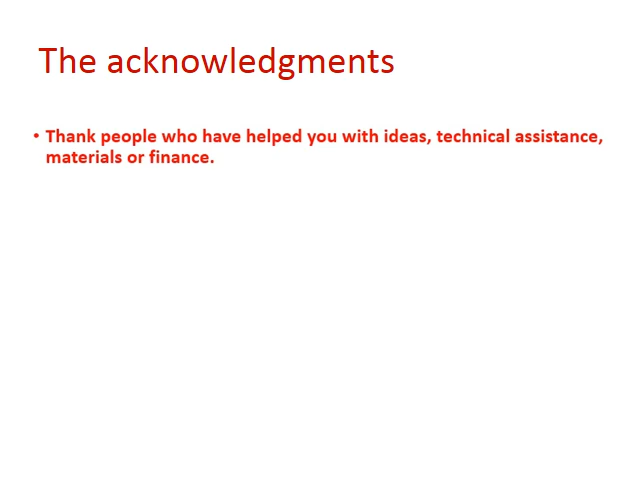 The acknowledgments
• Thank people who have helped you with ideas, technical assistance,
materials or finance.